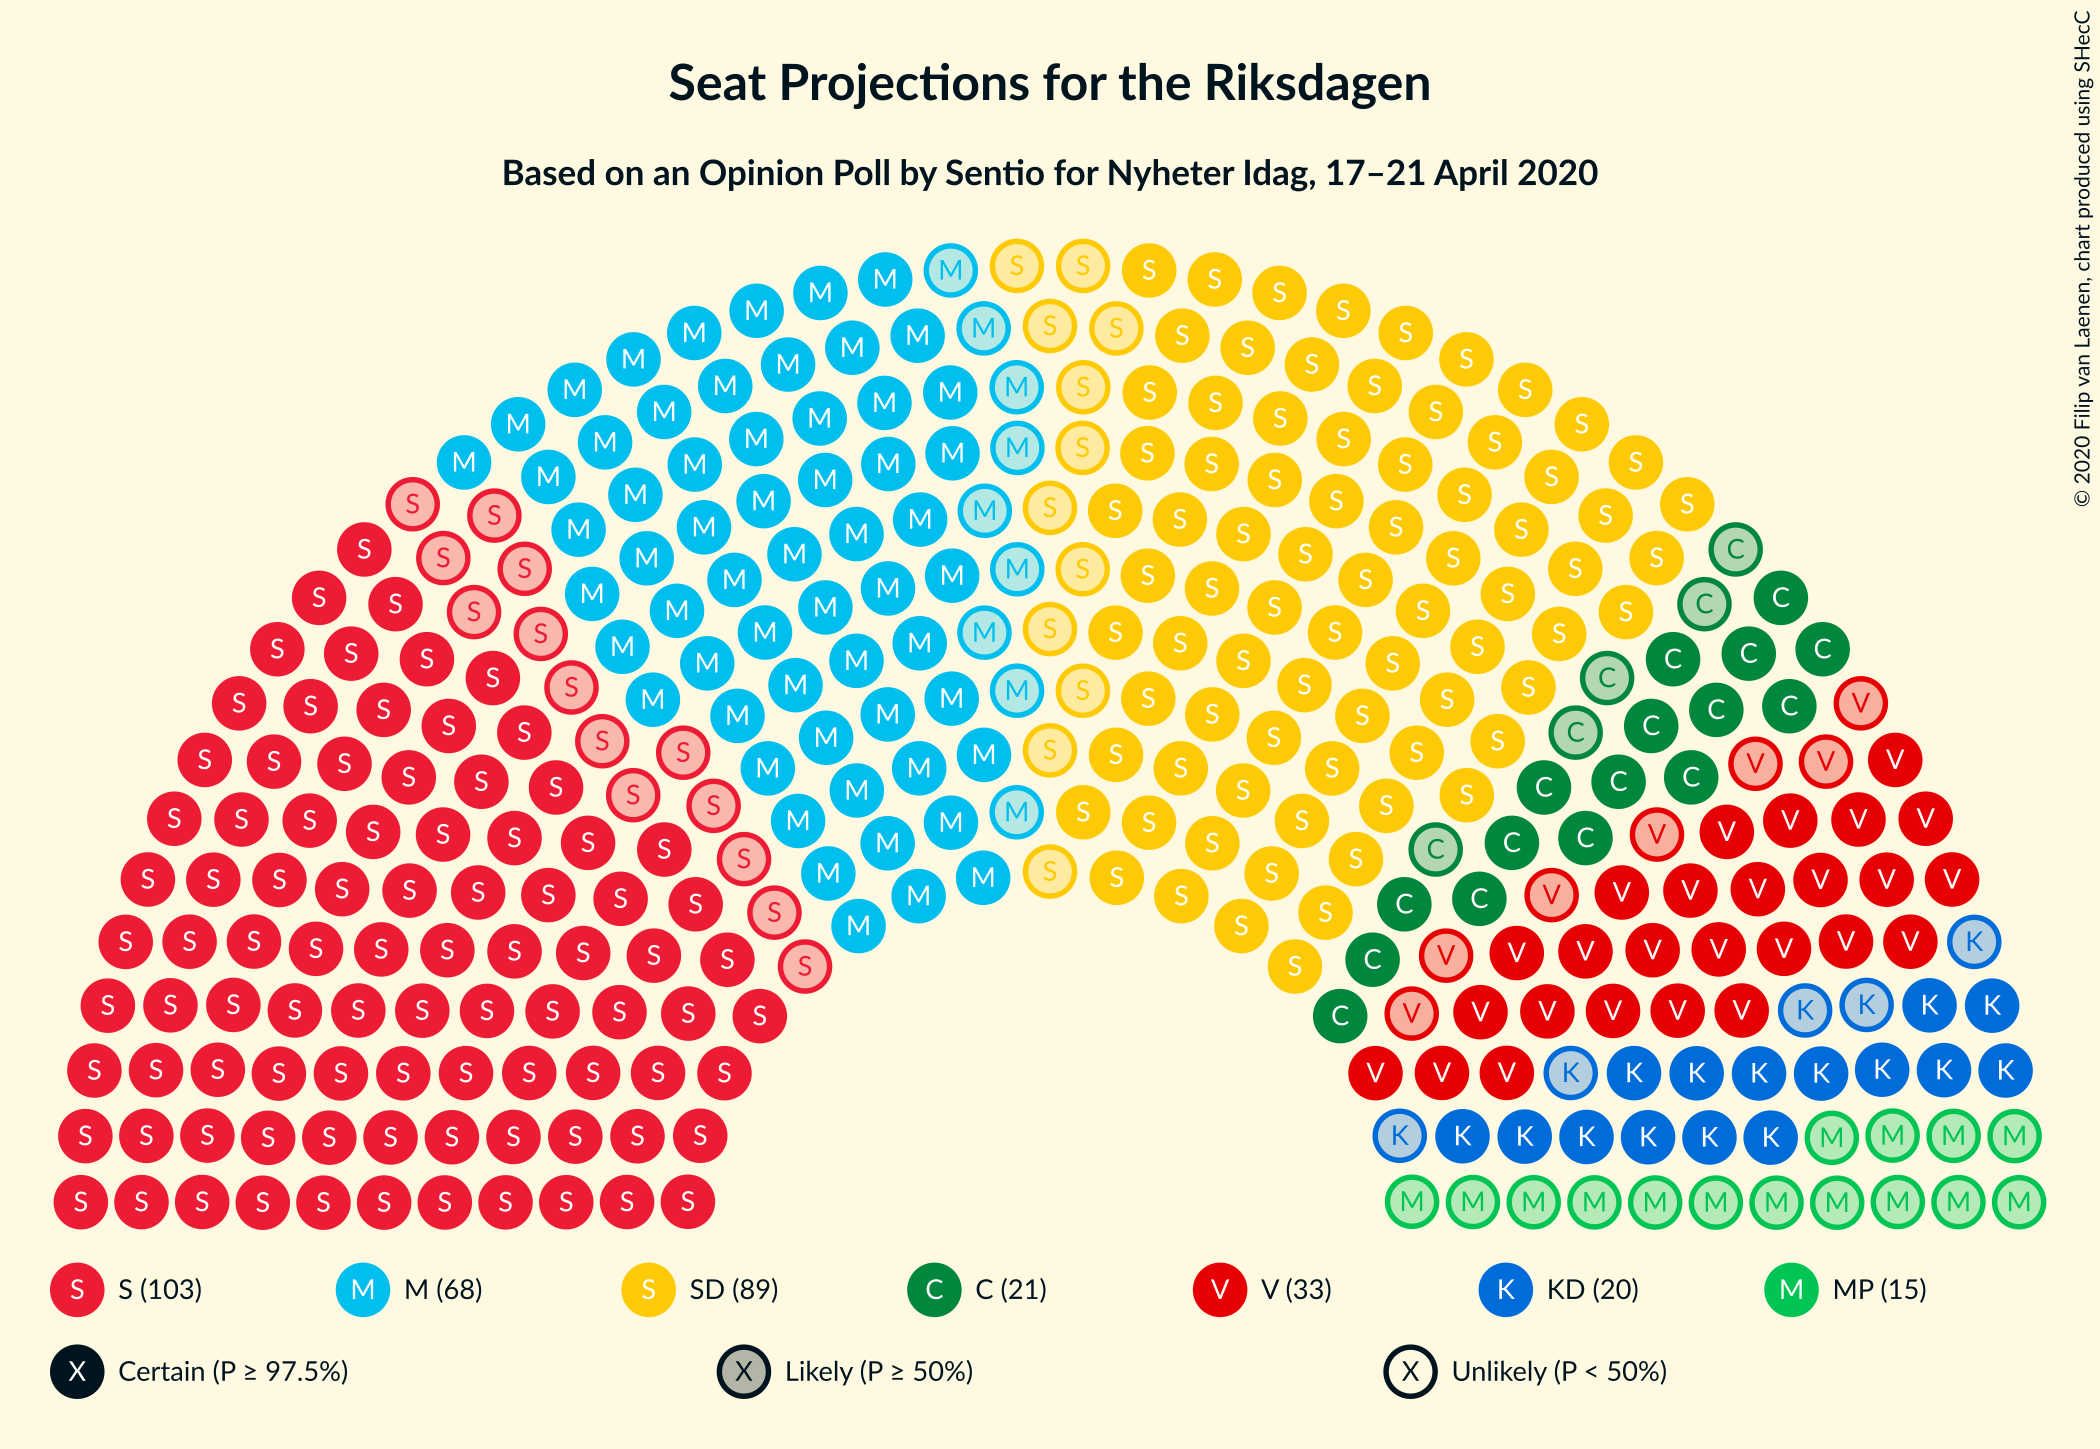 Seat Projections for the Riksdagen
Based on an Opinion Poll by Sentio for Nyheter Idag, 17–21 April 2020
© 2020 Filip van Laenen, chart produced using SHecC
S S (103) M M (68) S SD (89) C C (21) V V (33) K KD (20) M MP (15)
X Certain (P ≥ 97.5%) X Likely (P ≥ 50%) X Unlikely (P < 50%)